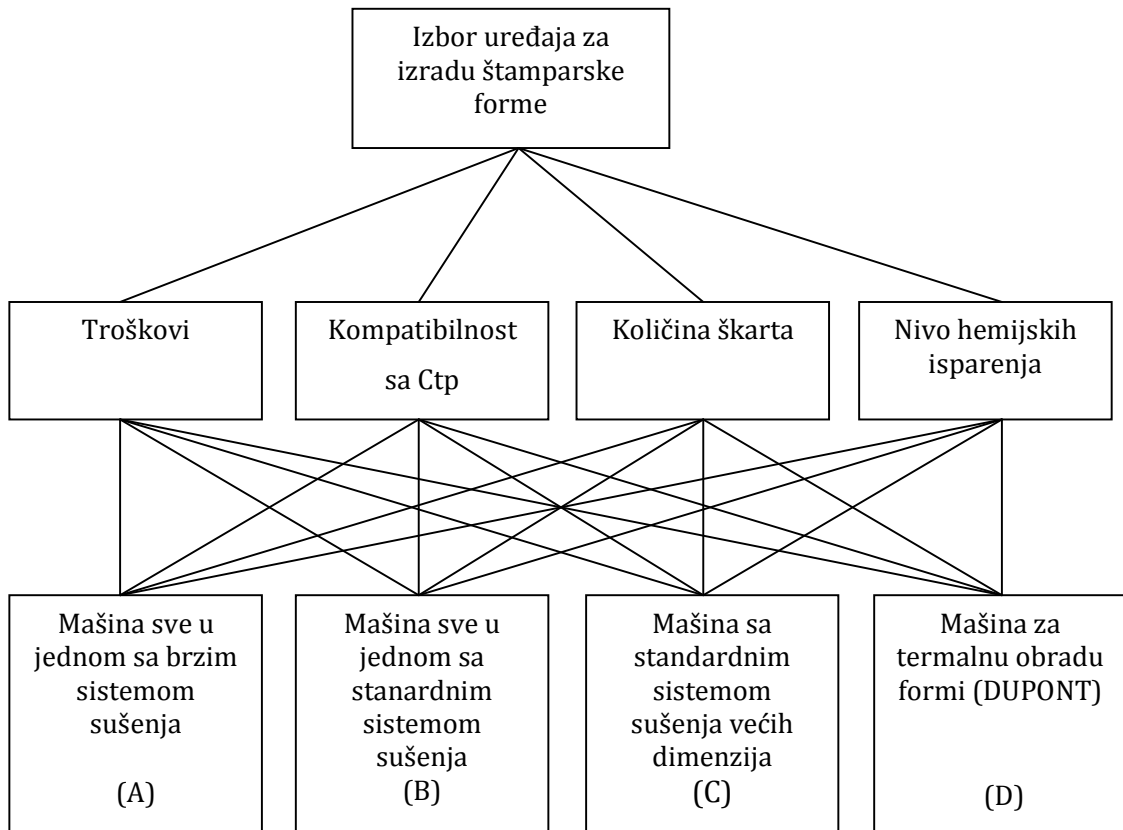 Izbor uređaja za
izradu štamparske
forme
Troškovi
Kompatibilnost
sa Ctp
Količina škarta
Nivo hemijskih
isparenja
Mašina sve u
jednom sa brzim
sistemom
sušenja
(A)
Mašina sve u
jednom sa
stanardnim
sistemom
sušenja
(B)
Mašina sa
standardnim
sistemom
sušenja većih
dimenzija
(C)
Mašina za
termalnu obradu
formi (DUPONT)
(D)